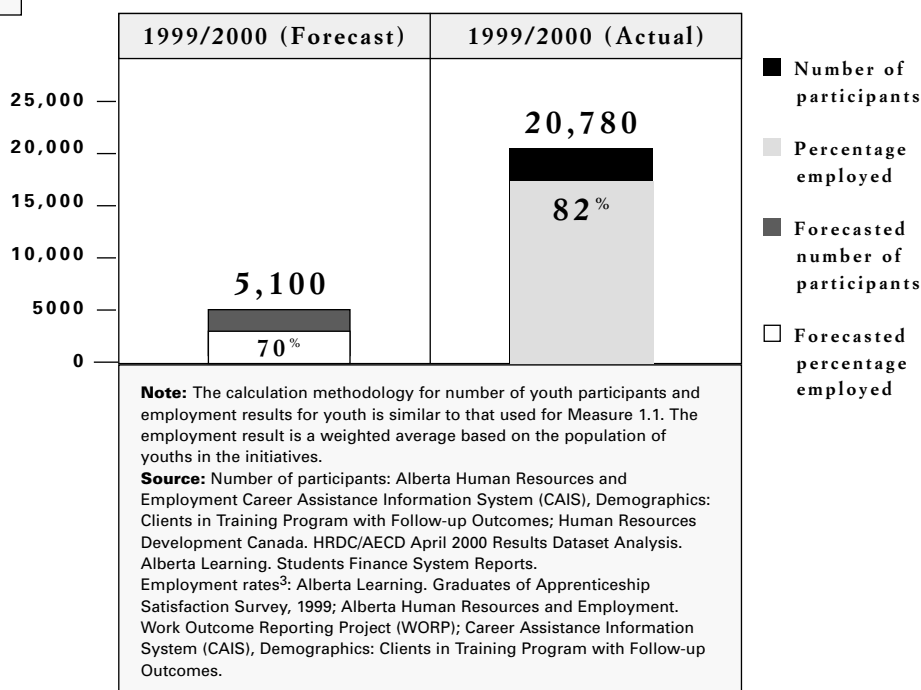 1999/2000 (Forecast)
1999/2000 (Actual)
25,000
20,000
15,000
10,000
5000
0
5,100
70%
20,780
82%
Number of
participants
Percentage
employed
Forecasted
number of
participants
Forecasted
percentage
employed
Note: The calculation methodology for number of youth participants and
employment results for youth is similar to that used for Measure 1.1. The
employment result is a weighted average based on the population of
youths in the initiatives.
Source: Number of participants: Alberta Human Resources and
Employment Career Assistance Information System (CAIS), Demographics:
Clients in Training Program with Follow-up Outcomes; Human Resources
Development Canada. HRDC/AECD April 2000 Results Dataset Analysis.
Alberta Learning. Students Finance System Reports.
Employment rates³: Alberta Learning. Graduates of Apprenticeship
Satisfaction Survey, 1999; Alberta Human Resources and Employment.
Work Outcome Reporting Project (WORP); Career Assistance Information
System (CAIS), Demographics: Clients in Training Program with Follow-up
Outcomes.